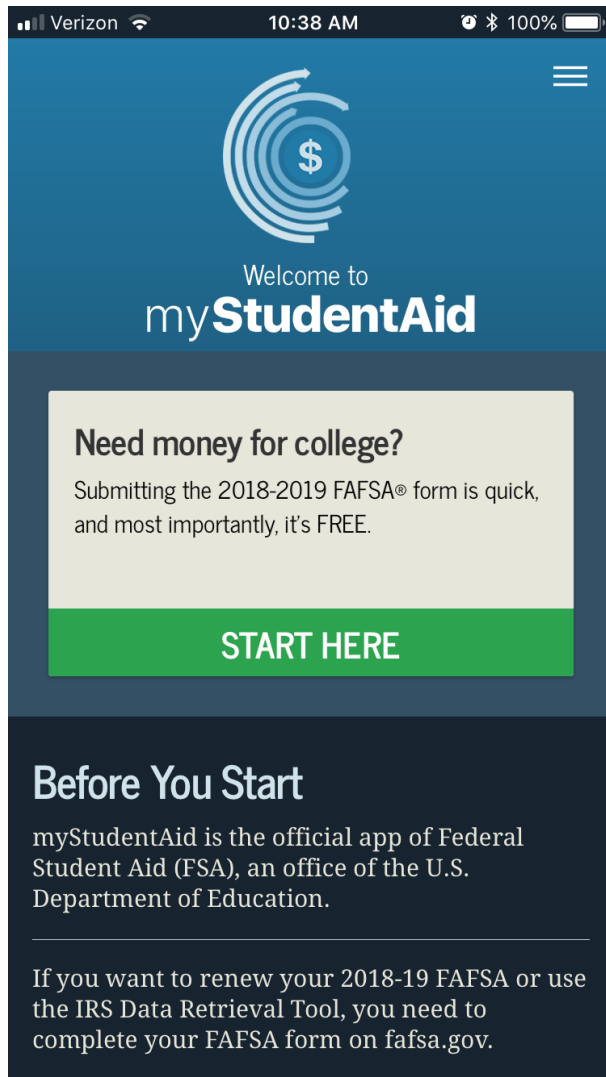 Verizon 10:38 AM 100%
$
Welcome to
myStudentAid
Need money for college?
Submitting the 2018-2019 FAFSA® form is quick,
and most importantly, it's FREE.
START HERE
Before You Start
myStudentAid is the official app of Federal
Student Aid (FSA), an office of the U.S.
Department of Education.
If you want to renew your 2018-19 FAFSA or use
the IRS Data Retrieval Tool, you need to
complete your FAFSA form on fafsa.gov.